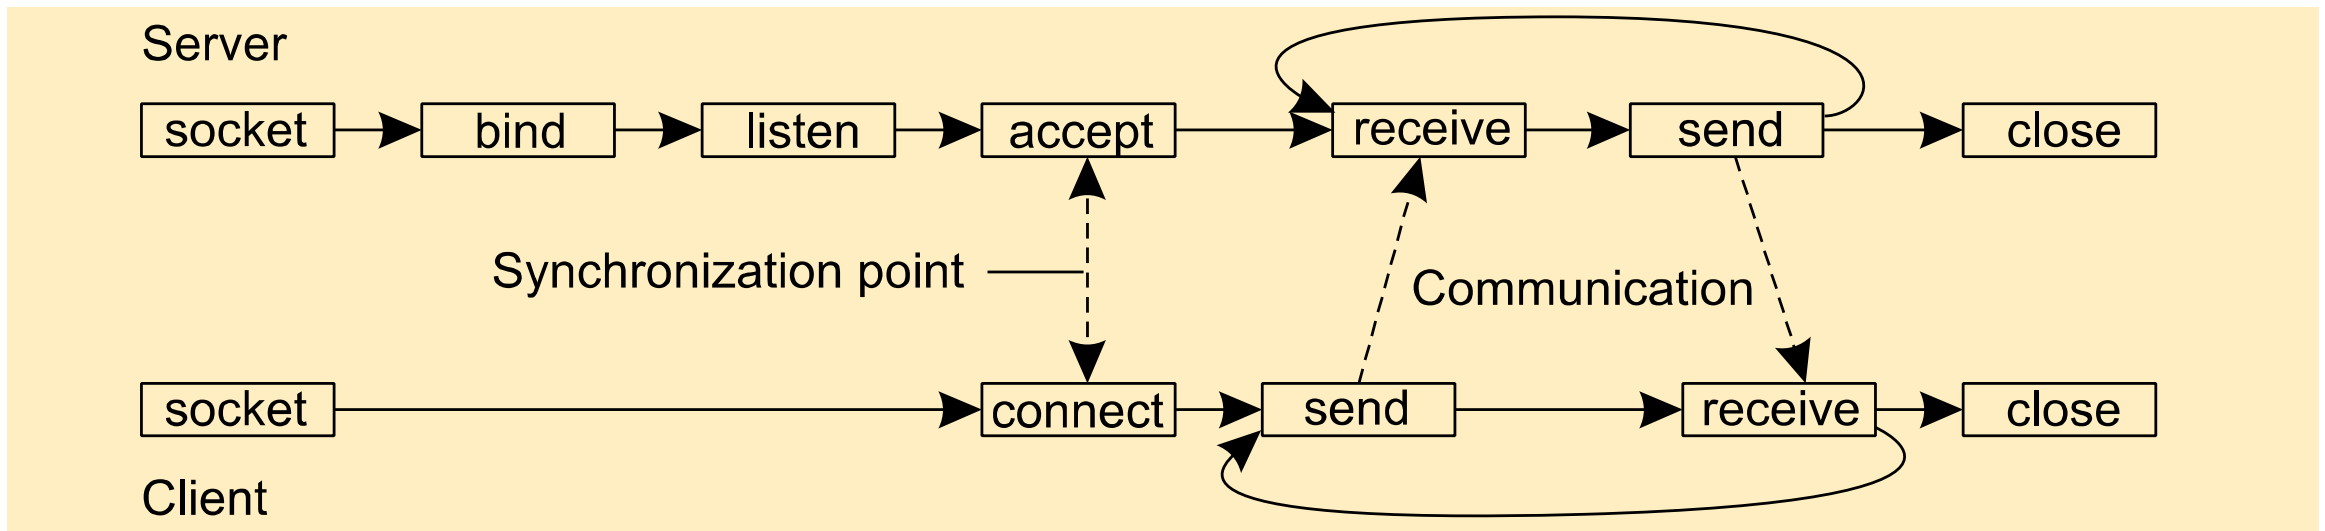 Server
socket bind listen accept receive send close
Synchronization point
Communication
socket connect send receive close
Client